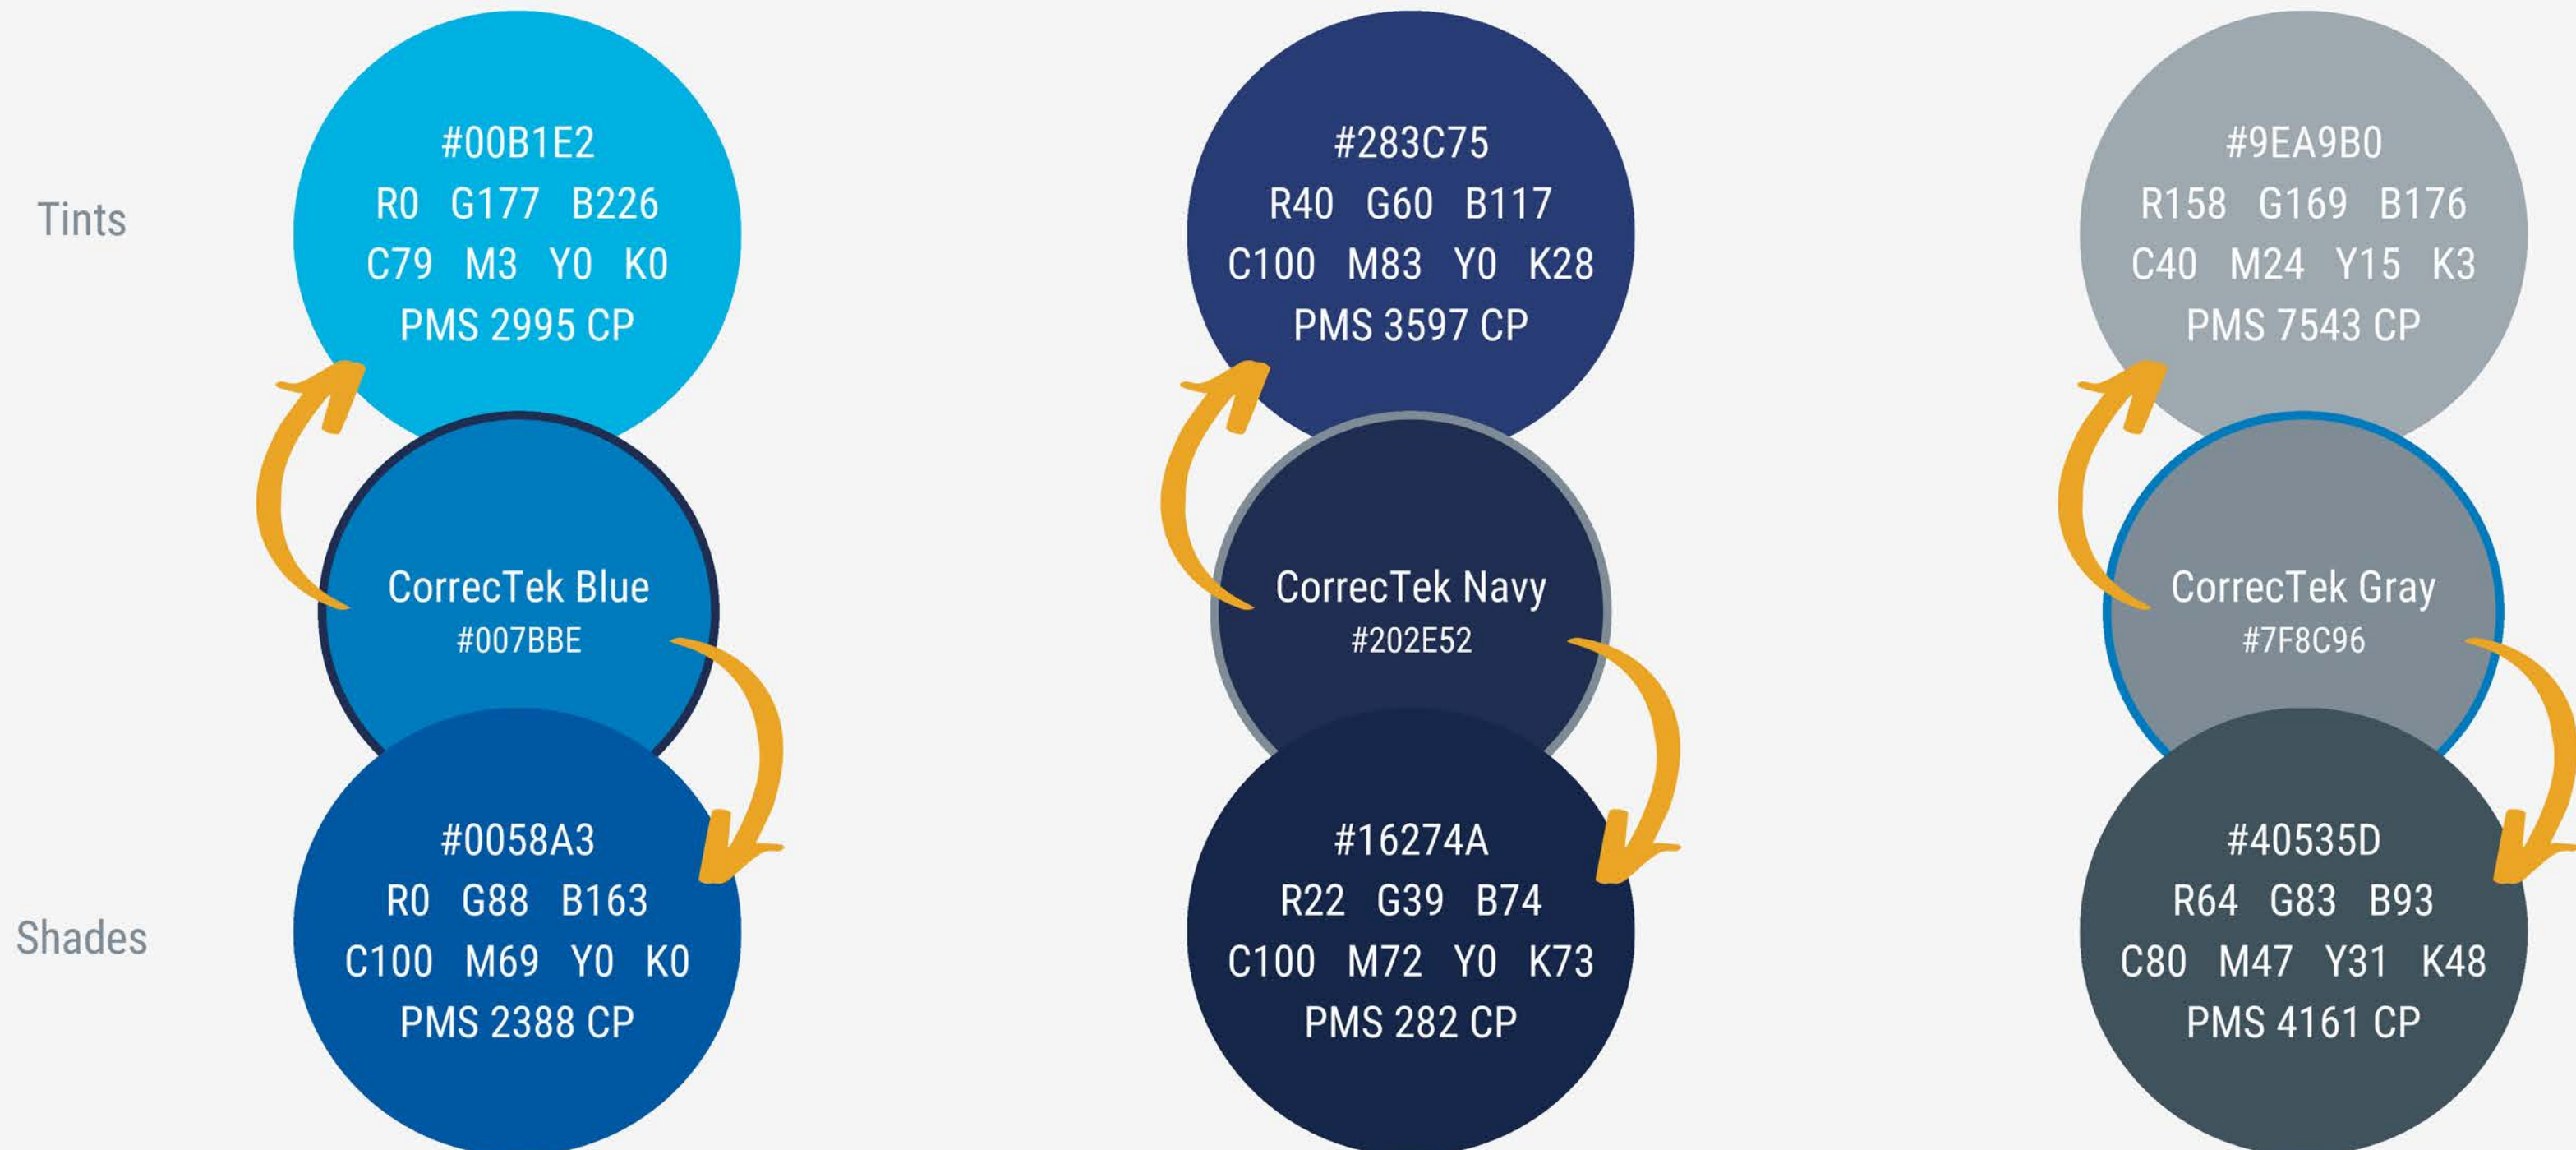 Tints
#00B1E2
R0 G177 B226
C79 M3 Y0 K0
PMS 2995 CP
#283C75
R40 G60 B117
C100 M83 Y0 K28
PMS 3597 CP
#9EA9B0
R158 G169 B176
C40 M24 Y15 K3
PMS 7543 CP
CorrecTek Blue
#007BBE
CorrecTek Navy
#202E52
CorrecTek Gray
#7F8C96
Shades
#0058A3
R0 G88 B163
C100 M69 Y0 K0
PMS 2388 CP
#16274A
R22 G39 B74
C100 M72 Y0 K73
PMS 282 CP
#40535D
R64 G83 B93
C80 M47 Y31 K48
PMS 4161 CP